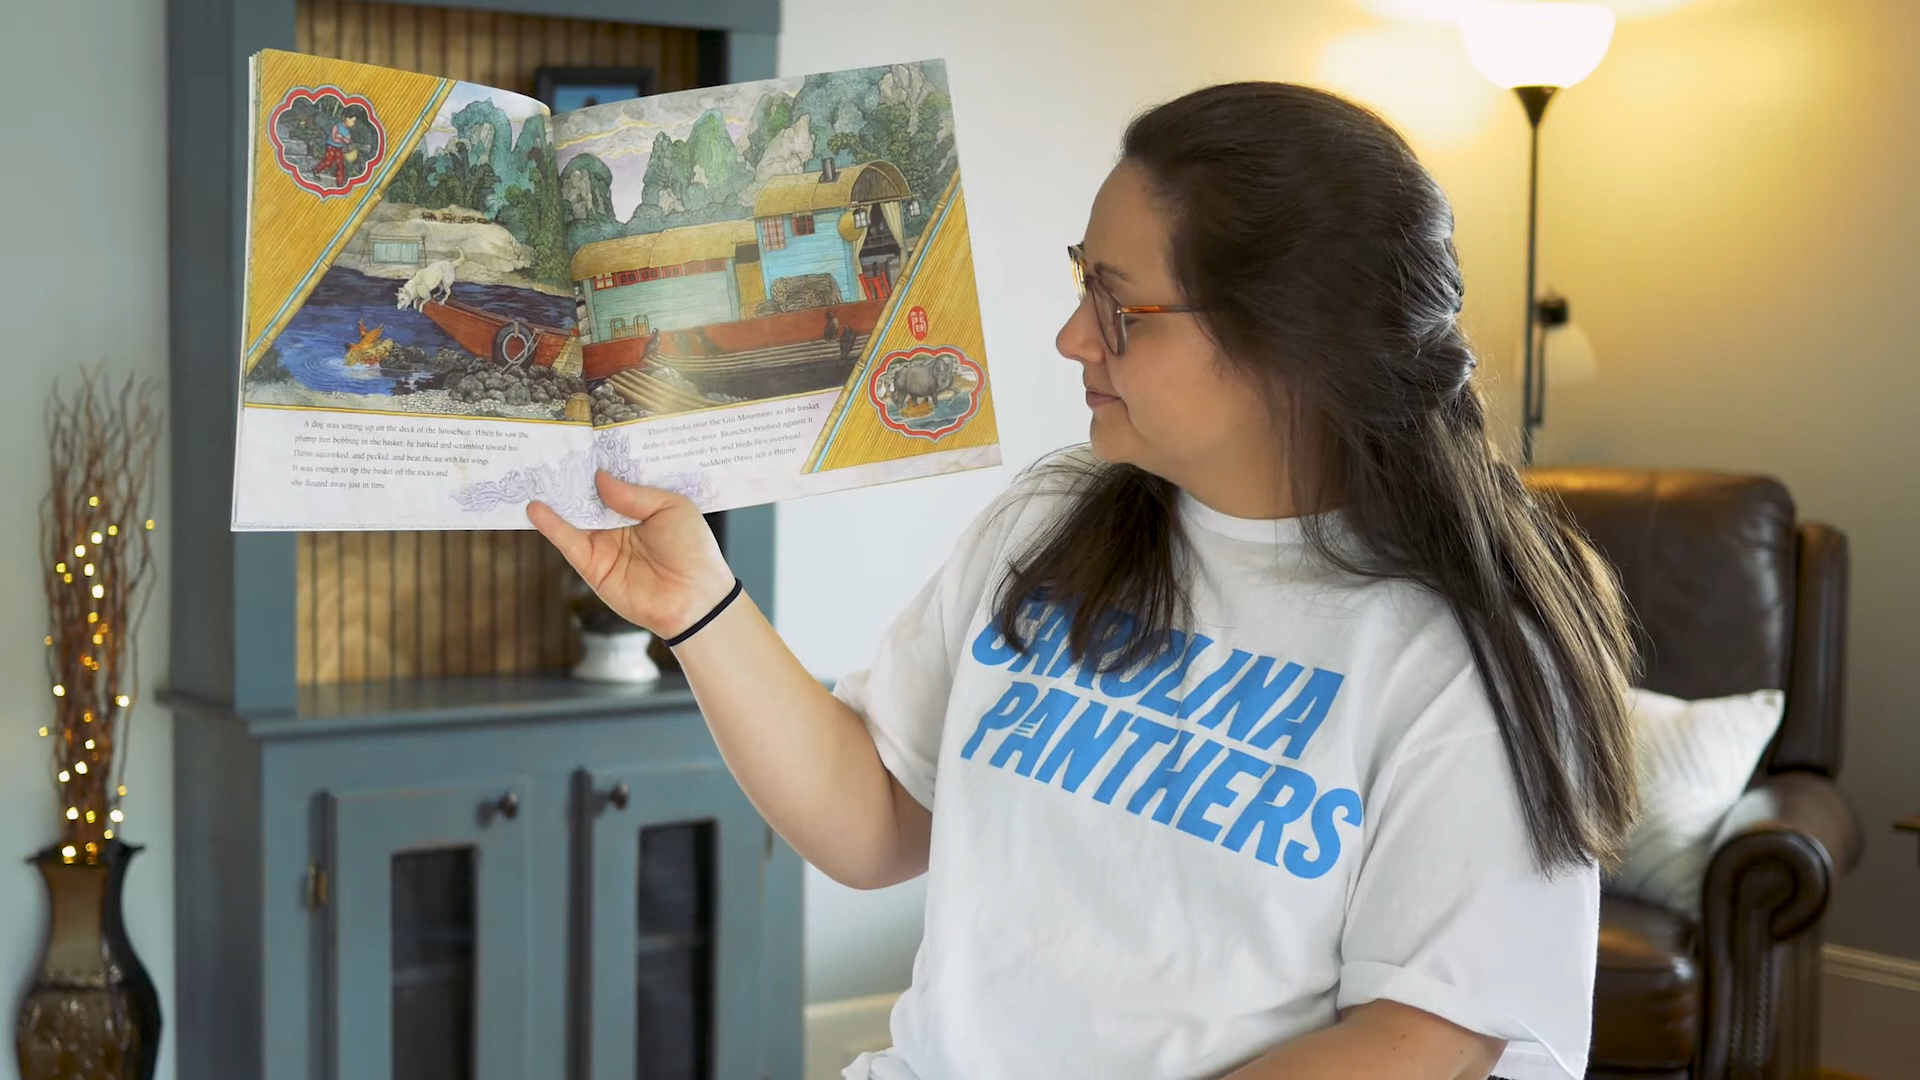 A dog was sitting up on the deck of the houseboat. When he saw the
plump hen bobbing in the basket, he barked and scrambled toward her.
Daisy squawked, and pecked, and beat the air with her wings.
It was enough to tip the basket off the rocks and
she floated away just in time.
Dawn broke over the Gui Mountains as the basket
drifted along the river. Branches brushed against it.
Fish swam silently by and birds flew overhead.
Suddenly Daisy felt a thump
CAROLINA
PANTHERS